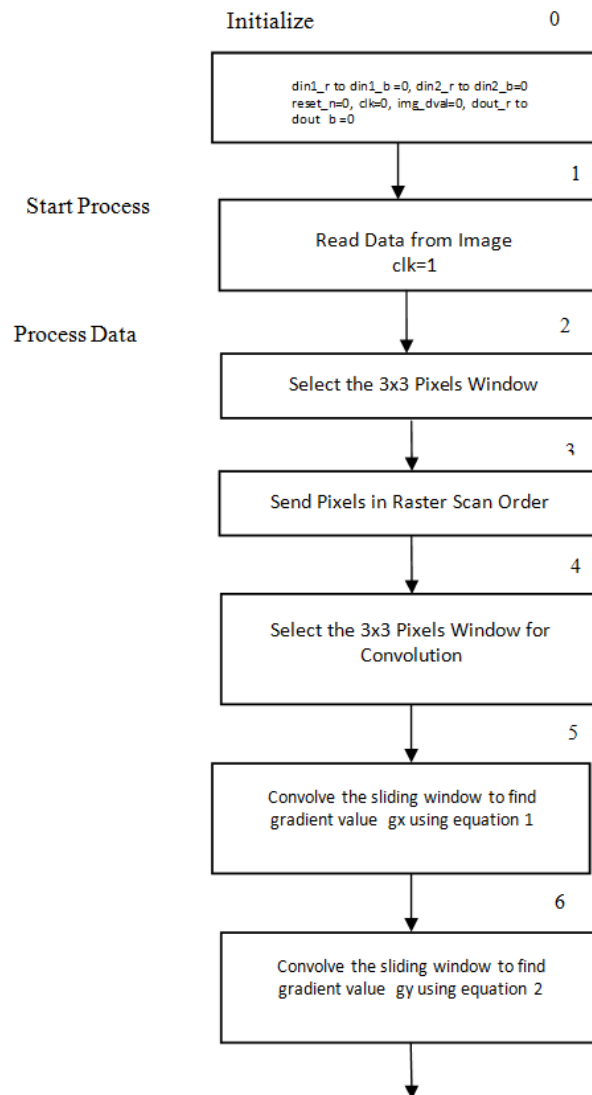 Initialize 0
din1_r to din1_b =0, din2_r to din2_b=0
reset_n=0, clk=0, img_dval=0, dout_r to
dout b =0
1
Start Process
Read Data from Image
clk=1
2
Process Data
Select the 3x3 Pixels Window
3
Send Pixels in Raster Scan Order
4
Select the 3x3 Pixels Window for
Convolution
5
Convolve the sliding window to find
gradient value gx using equation 1
6
Convolve the sliding window to find
gradient value gy using equation 2